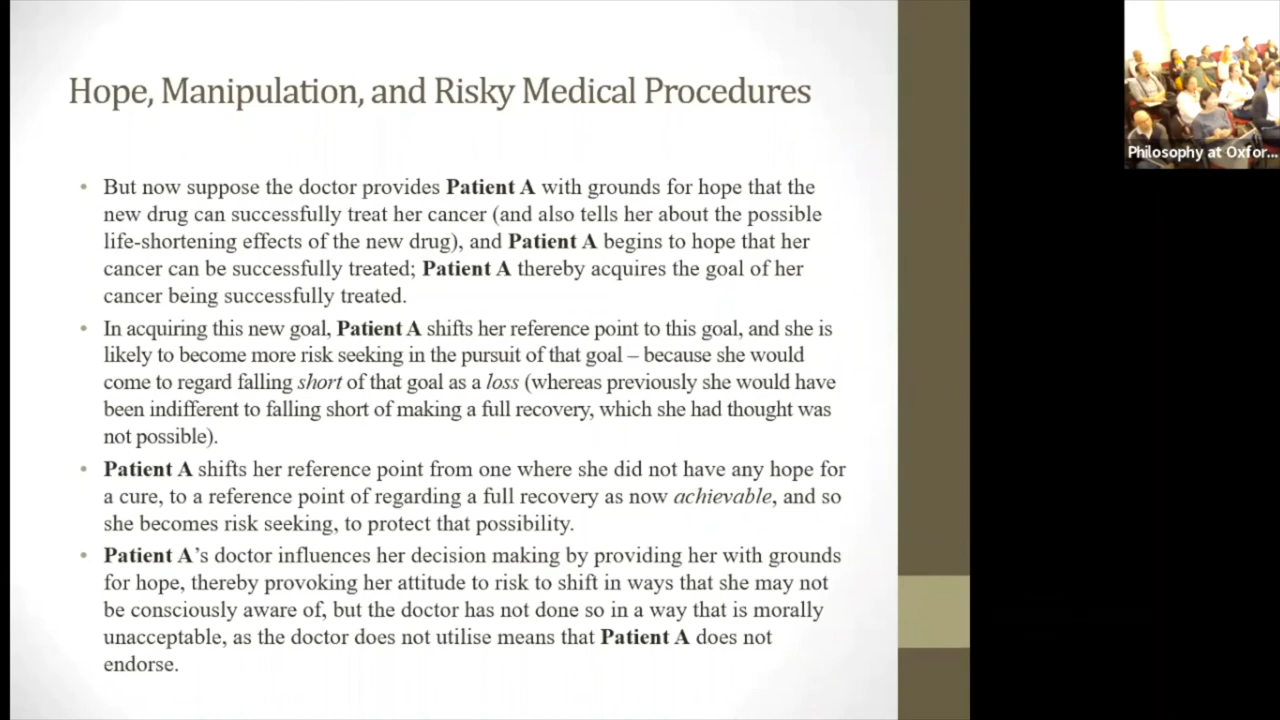 Hope, Manipulation, and Risky Medical Procedures
• But now suppose the doctor provides Patient A with grounds for hope that the
new drug can successfully treat her cancer (and also tells her about the possible
life-shortening effects of the new drug), and Patient A begins to hope that her
cancer can be successfully treated; Patient A thereby acquires the goal of her
cancer being successfully treated.
• In acquiring this new goal, Patient A shifts her reference point to this goal, and she is
likely to become more risk seeking in the pursuit of that goal – because she would
come to regard falling short of that goal as a loss (whereas previously she would have
been indifferent to falling short of making a full recovery, which she had thought was
not possible).
• Patient A shifts her reference point from one where she did not have any hope for
a cure, to a reference point of regarding a full recovery as now achievable, and so
she becomes risk seeking, to protect that possibility.
• Patient A's doctor influences her decision making by providing her with grounds
for hope, thereby provoking her attitude to risk to shift in ways that she may not
be consciously aware of, but the doctor has not done so in a way that is morally
unacceptable, as the doctor does not utilise means that Patient A does not
endorse.
Philosophy at Oxfor...